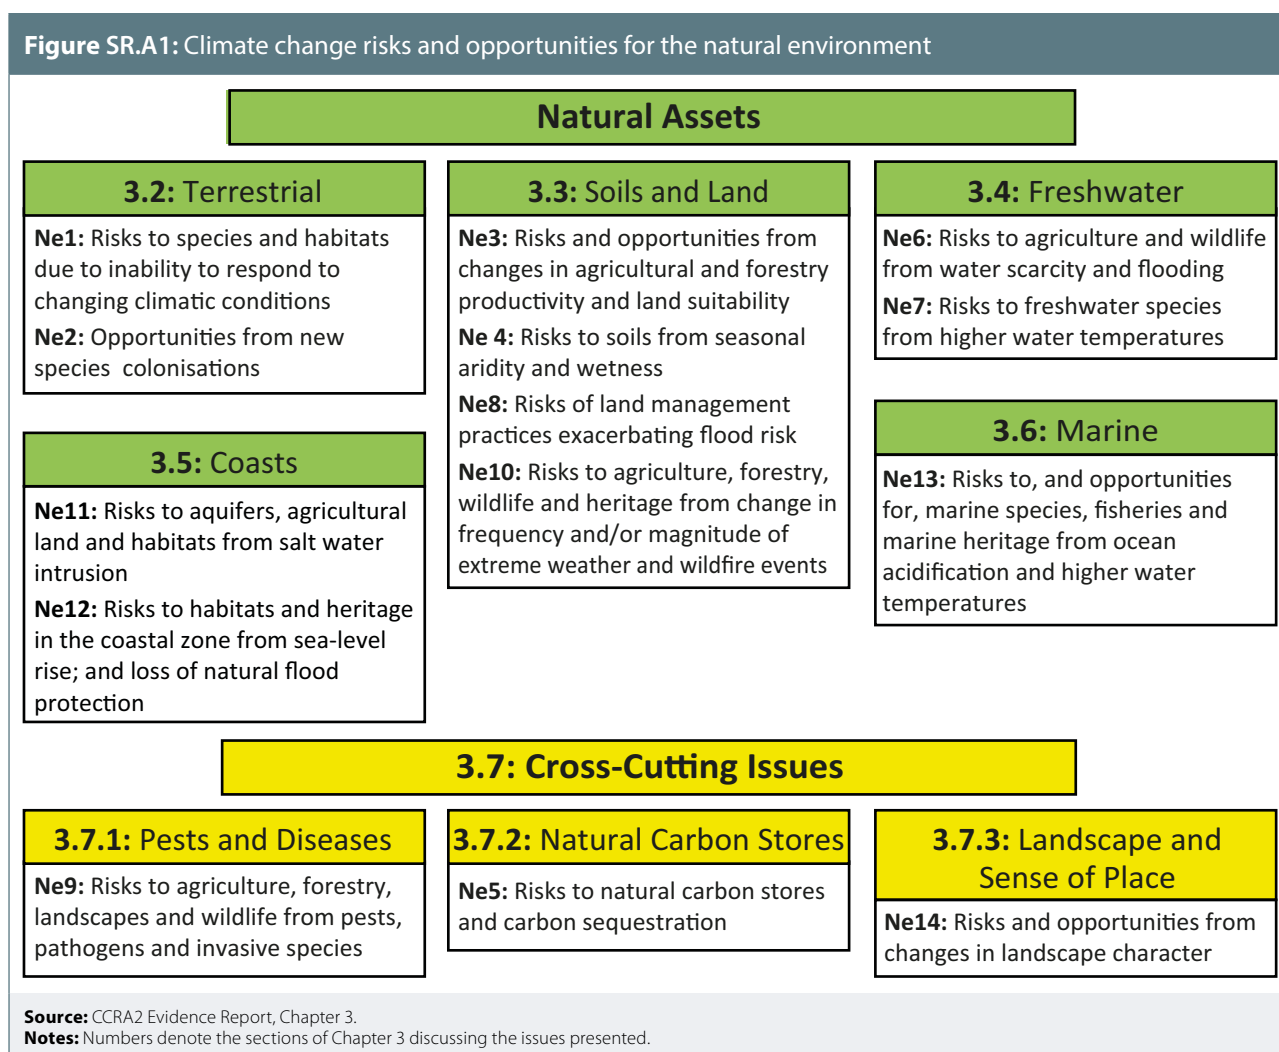 Figure SR.A1: Climate change risks and opportunities for the natural environment
Natural Assets
3.2: Terrestrial
Ne1: Risks to species and habitats
due to inability to respond to
changing climatic conditions
Ne2: Opportunities from new
species colonisations
3.3: Soils and Land
Ne3: Risks and opportunities from
changes in agricultural and forestry
productivity and land suitability
Ne 4: Risks to soils from seasonal
aridity and wetness
Ne8: Risks of land management
practices exacerbating flood risk
Ne10: Risks to agriculture, forestry,
wildlife and heritage from change in
frequency and/or magnitude of
extreme weather and wildfire events
3.4: Freshwater
Ne6: Risks to agriculture and wildlife
from water scarcity and flooding
Ne7: Risks to freshwater species
from higher water temperatures
3.5: Coasts
Ne11: Risks to aquifers, agricultural
land and habitats from salt water
intrusion
Ne12: Risks to habitats and heritage
in the coastal zone from sea-level
rise; and loss of natural flood
protection
3.6: Marine
Ne13: Risks to, and opportunities
for, marine species, fisheries and
marine heritage from ocean
acidification and higher water
temperatures
3.7: Cross-Cutting Issues
3.7.1: Pests and Diseases
Ne9: Risks to agriculture, forestry,
landscapes and wildlife from pests,
pathogens and invasive species
3.7.2: Natural Carbon Stores
Ne5: Risks to natural carbon stores
and carbon sequestration
3.7.3: Landscape and
Sense of Place
Ne14: Risks and opportunities from
changes in landscape character
Source: CCRA2 Evidence Report, Chapter 3.
Notes: Numbers denote the sections of Chapter 3 discussing the issues presented.